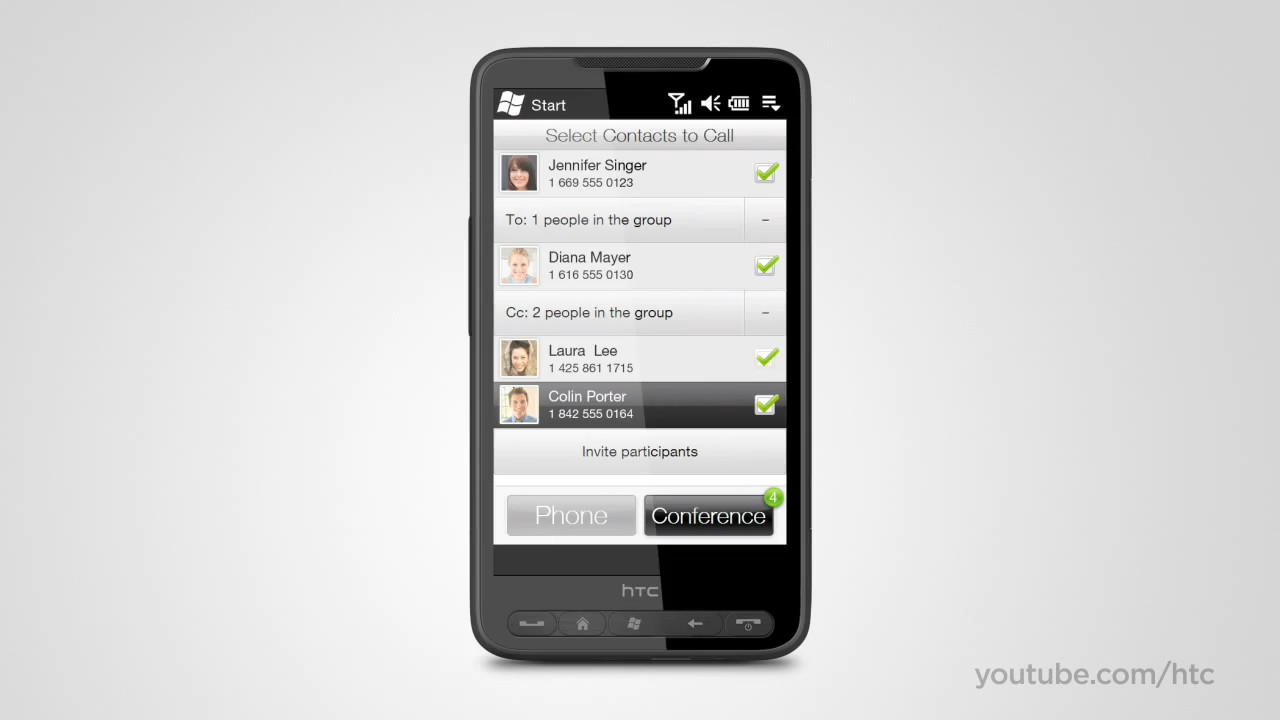 Start
Select Contacts to Call
Jennifer Singer
1 669 555 0123
To: 1 people in the group
–
Diana Mayer
1 616 555 0130
Cc: 2 people in the group
–
Laura Lee
1 425 861 1715
Colin Porter
1 842 555 0164
Invite participants
4
Phone
Conference
hTC
youtube.com/htc